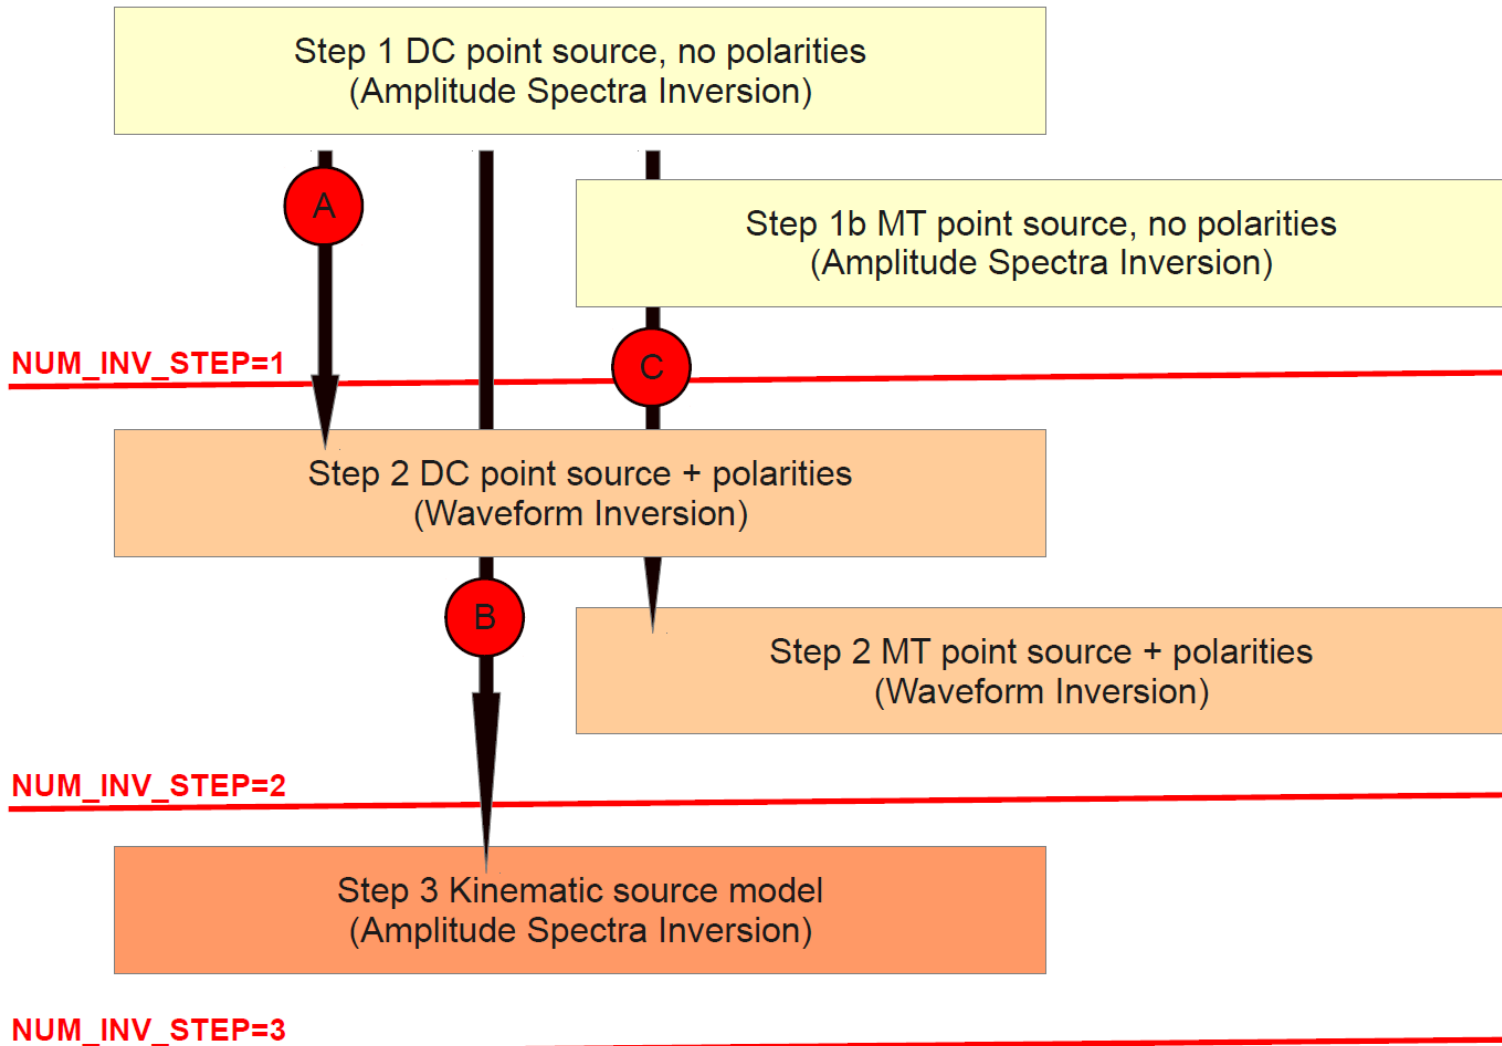 Step 1 DC point source, no polarities
(Amplitude Spectra Inversion)
A
Step 1b MT point source, no polarities
(Amplitude Spectra Inversion)
NUM_INV_STEP=1
C
Step 2 DC point source + polarities
(Waveform Inversion)
B
Step 2 MT point source + polarities
(Waveform Inversion)
NUM_INV_STEP=2
Step 3 Kinematic source model
(Amplitude Spectra Inversion)
NUM_INV_STEP=3